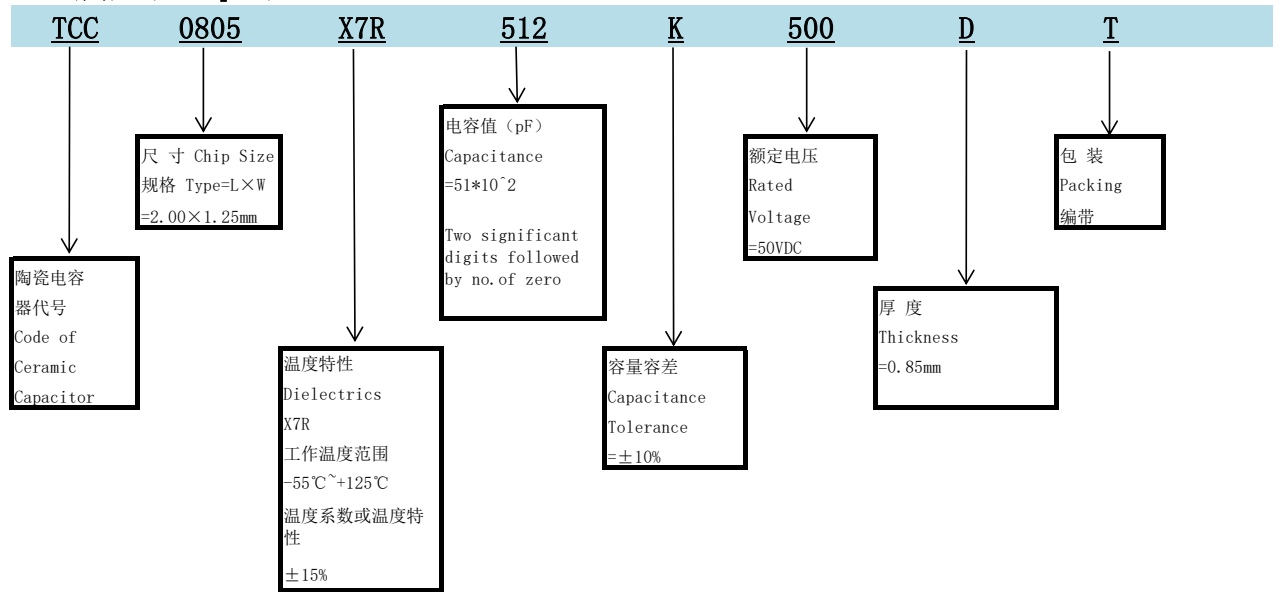 TCC 0805 X7R 512 K 500 D T
陶瓷电容
器代号
Code of
Ceramic
Capacitor
尺 寸 Chip Size
规格 Type=L×W
=2.00×1.25mm
温度特性
Dielectrics
X7R
工作温度范围
-55℃~+125℃
温度系数或温度特
性
±15%
电容值（pF）
Capacitance
=51*10^2
Two significant
digits followed
by no.of zero
容量容差
Capacitance
Tolerance
=±10%
额定电压
Rated
Voltage
=50VDC
厚 度
Thickness
=0.85mm
包 装
Packing
编带